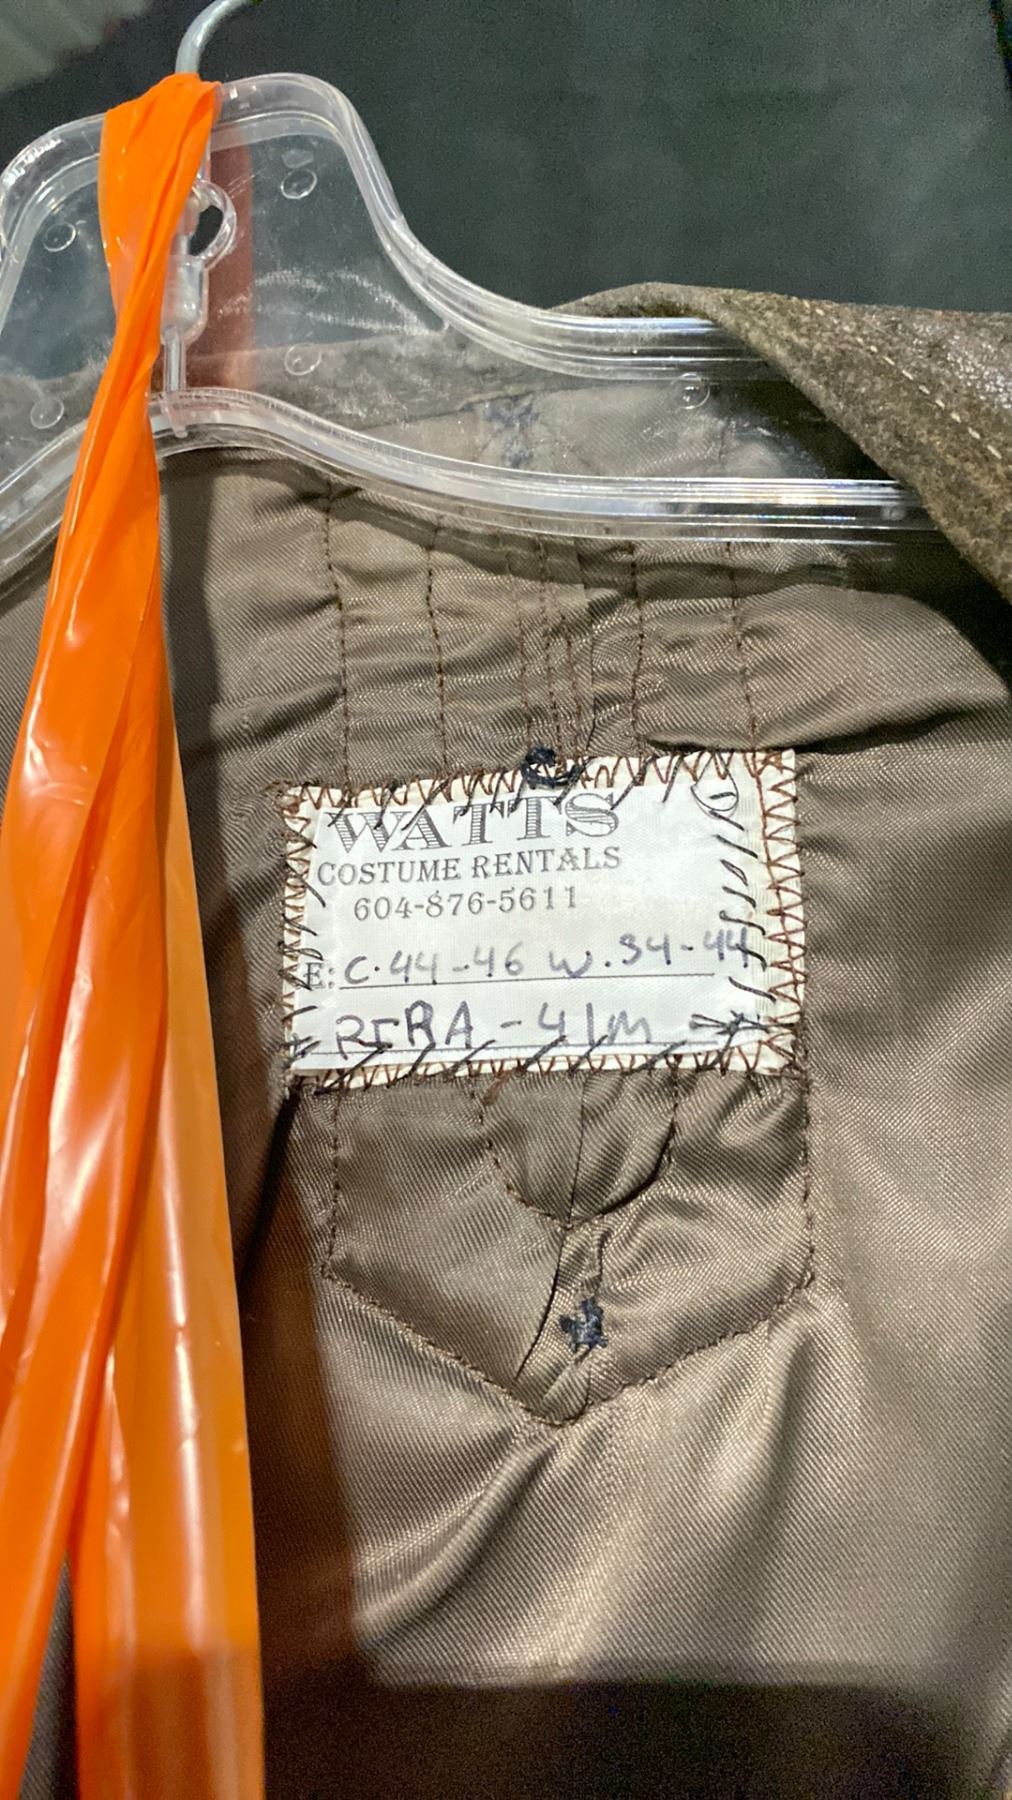 WATTS
COSTUME RENTALS
604-876-5611
E: C. 44-46 W. 34-44
RFRA - 41M